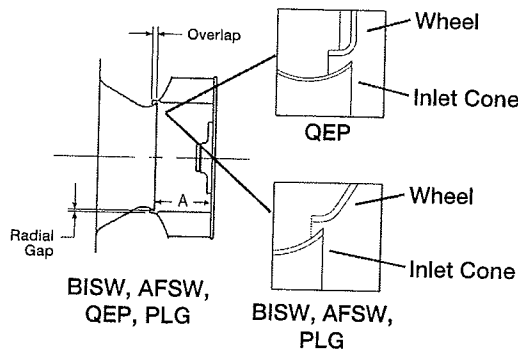 Overlap
Wheel
Inlet Cone
QEP
A
Radial
Gap
Wheel
Inlet Cone
BISW, AFSW,
QEP, PLG
BISW, AFSW,
PLG